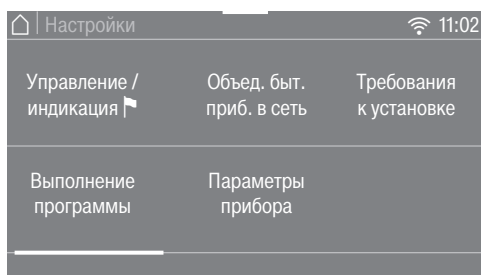 Настройки 11:02
Управление / Объед. быт. Требования
индикация приб. в сеть к установке
Выполнение Параметры
программы прибора